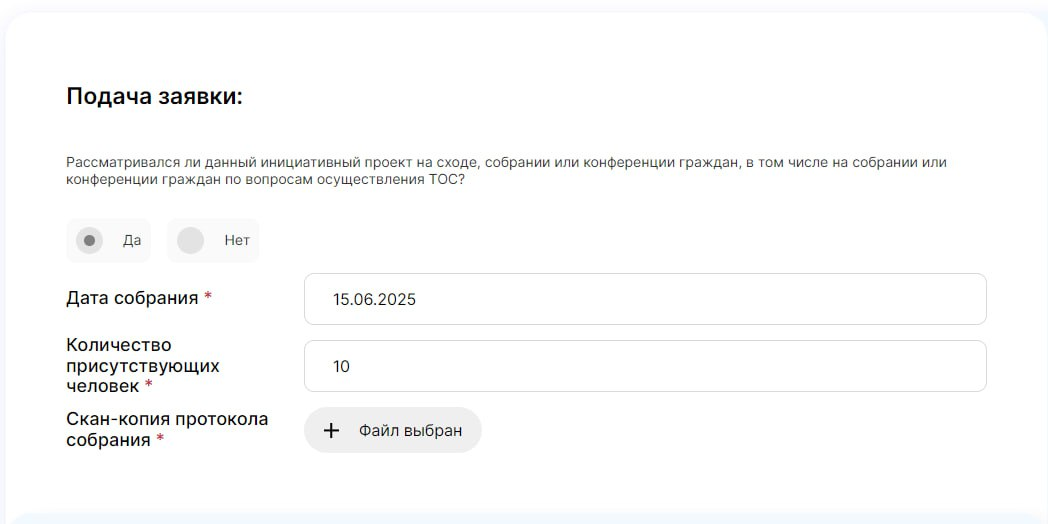 Подача заявки:
Рассматривался ли данный инициативный проект на сходе, собрании или конференции граждан, в том числе на собрании или
конференции граждан по вопросам осуществления ТОС?
Да Нет
Дата собрания * 15.06.2025
Количество
присутствующих
человек *
10
Скан-копия протокола
собрания *
+ Файл выбран